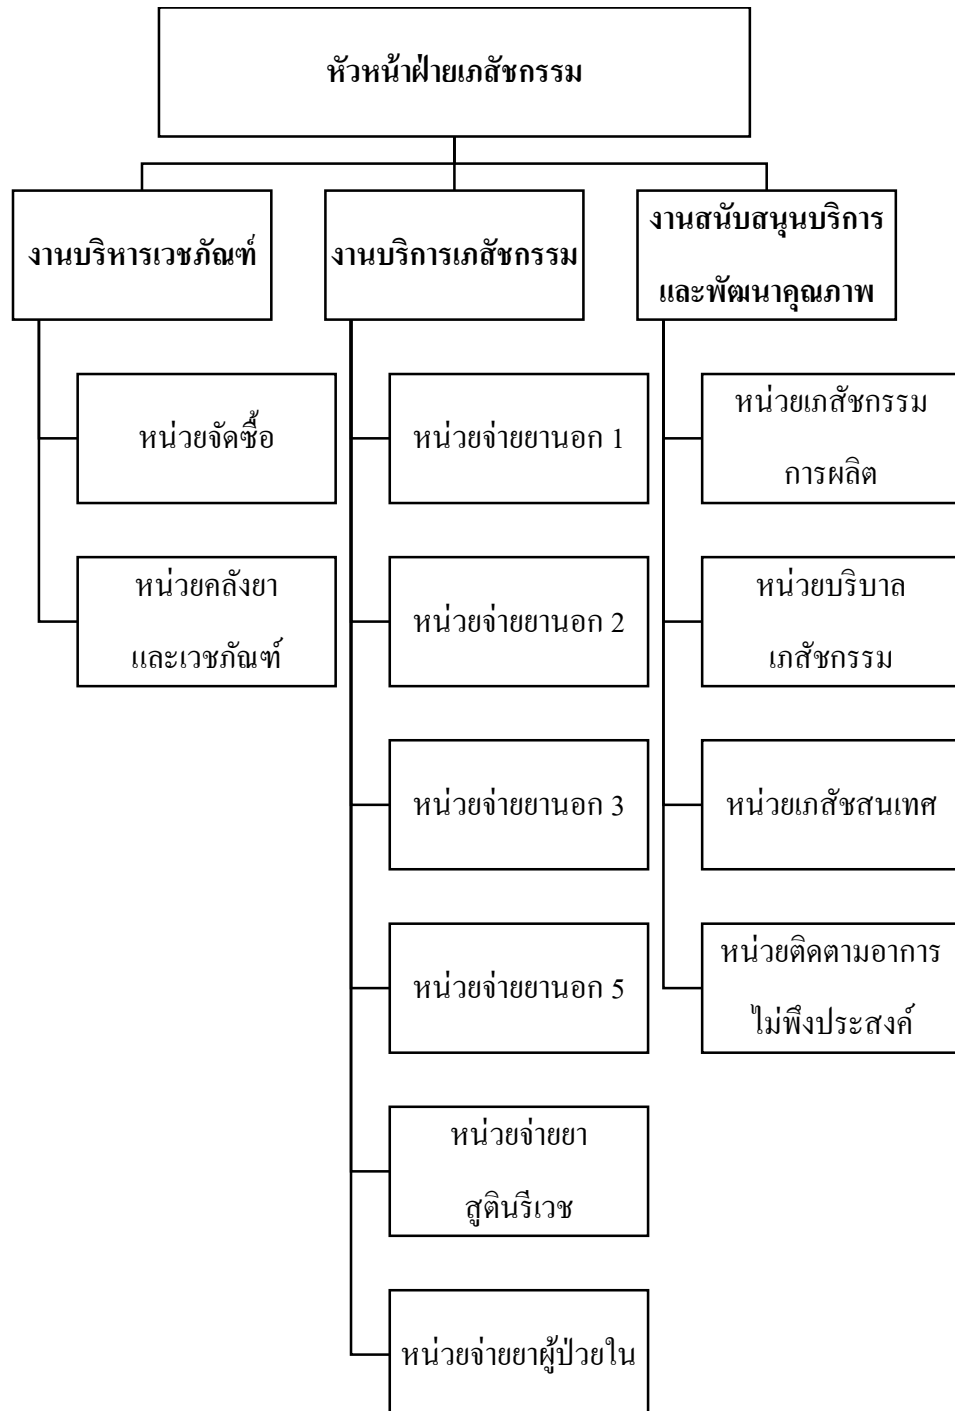 หัวหน้าฝ่ายเภสัชกรรม
งานบริหารเวชภัณฑ์
หน่วยจัดซื้อ
หน่วยคลังยา
และเวชภัณฑ์
งานบริการเภสัชกรรม
หน่วยจ่ายยานอก 1
หน่วยจ่ายยานอก 2
หน่วยจ่ายยานอก 3
หน่วยจ่ายยานอก 5
หน่วยจ่ายยา
สูตินรีเวช
หน่วยจ่ายยาผู้ป่วยใน
งานสนับสนุนบริการ
และพัฒนาคุณภาพ
หน่วยเภสัชกรรม
การผลิต
หน่วยบริบาล
เภสัชกรรม
หน่วยเภสัชสนเทศ
หน่วยติดตามอาการ
ไม่พึงประสงค์